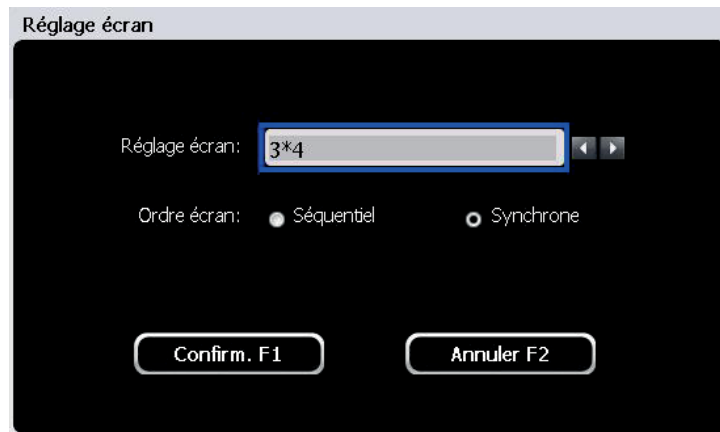 Réglage écran
Réglage écran: 3*4
Ordre écran: Séquentiel Synchrone
Confirm. F1 Annuler F2